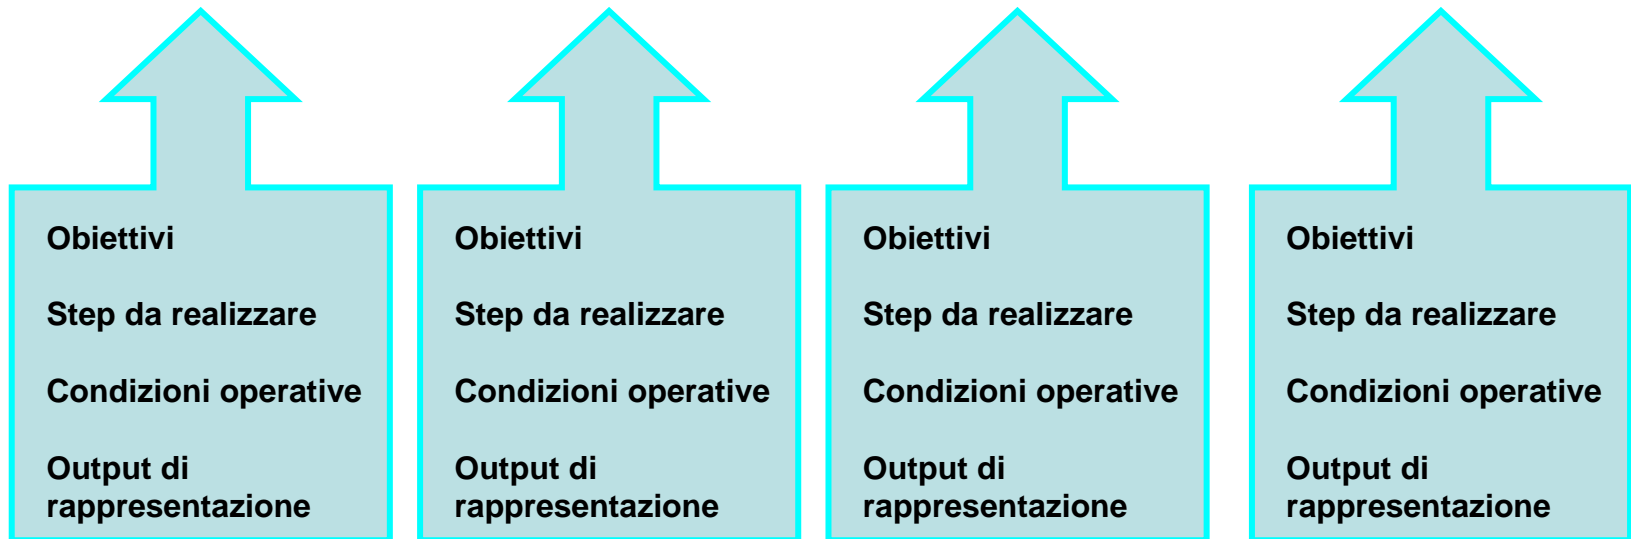 Obiettivi
Step da realizzare
Condizioni operative
Output di
rappresentazione
Obiettivi
Step da realizzare
Condizioni operative
Output di
rappresentazione
Obiettivi
Step da realizzare
Condizioni operative
Output di
rappresentazione
Obiettivi
Step da realizzare
Condizioni operative
Output di
rappresentazione